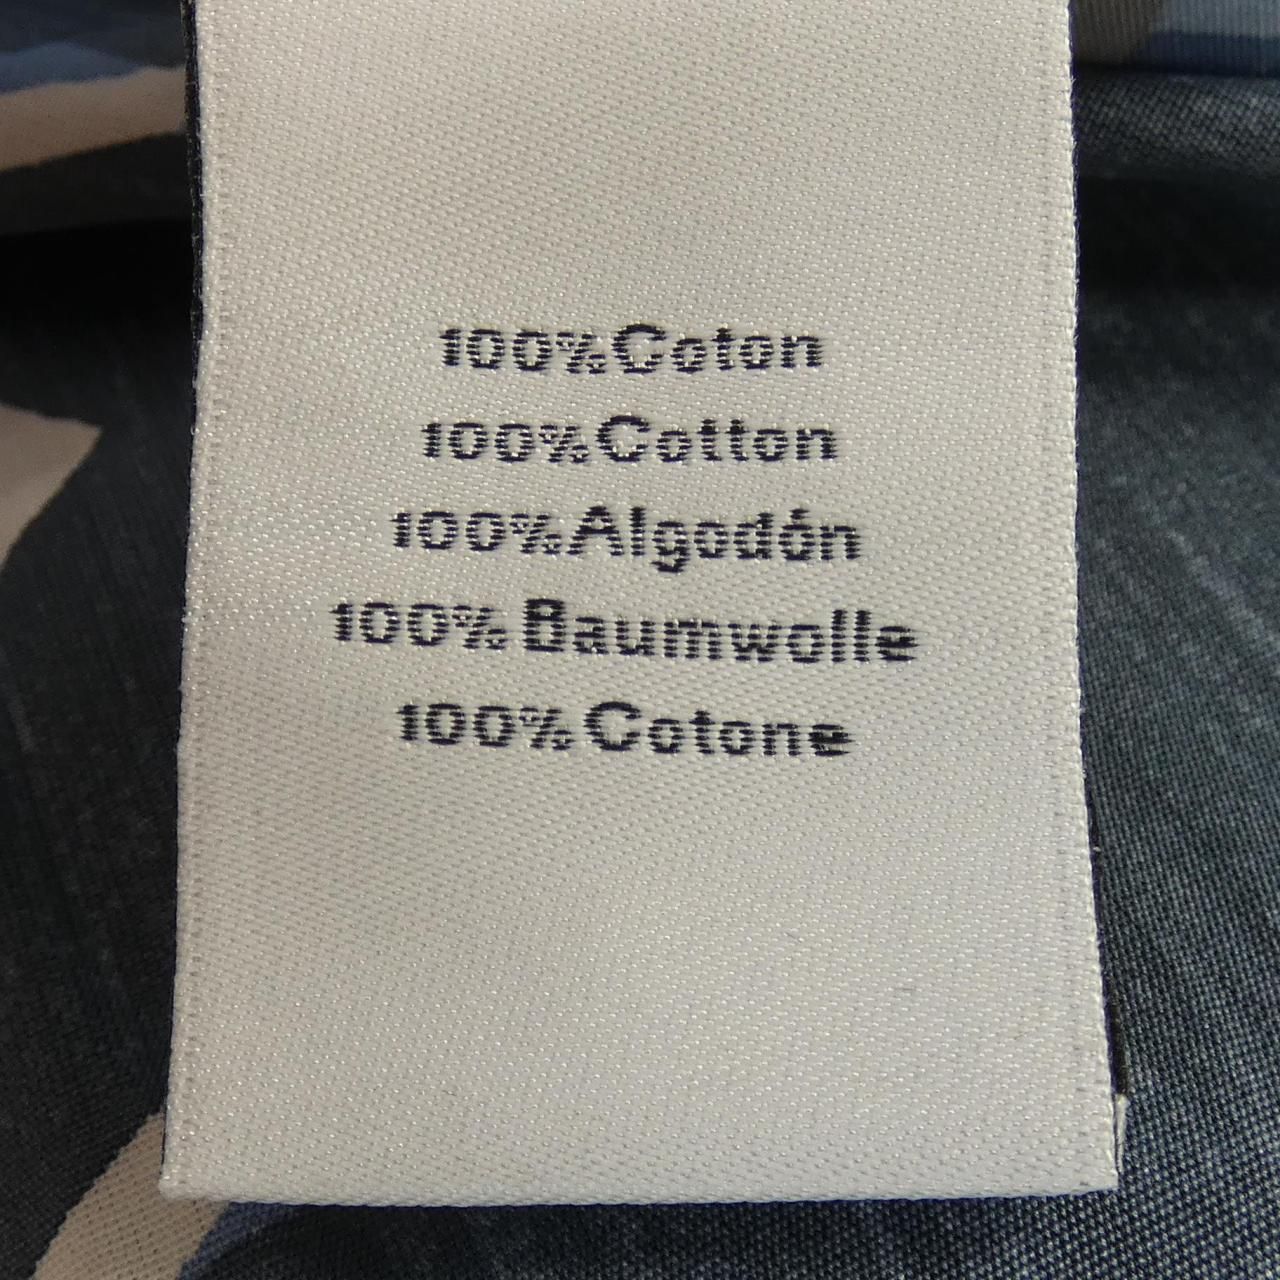 100% Coton
100% Cotton
100% Algodón
100% Baumwolle
100% Cotone